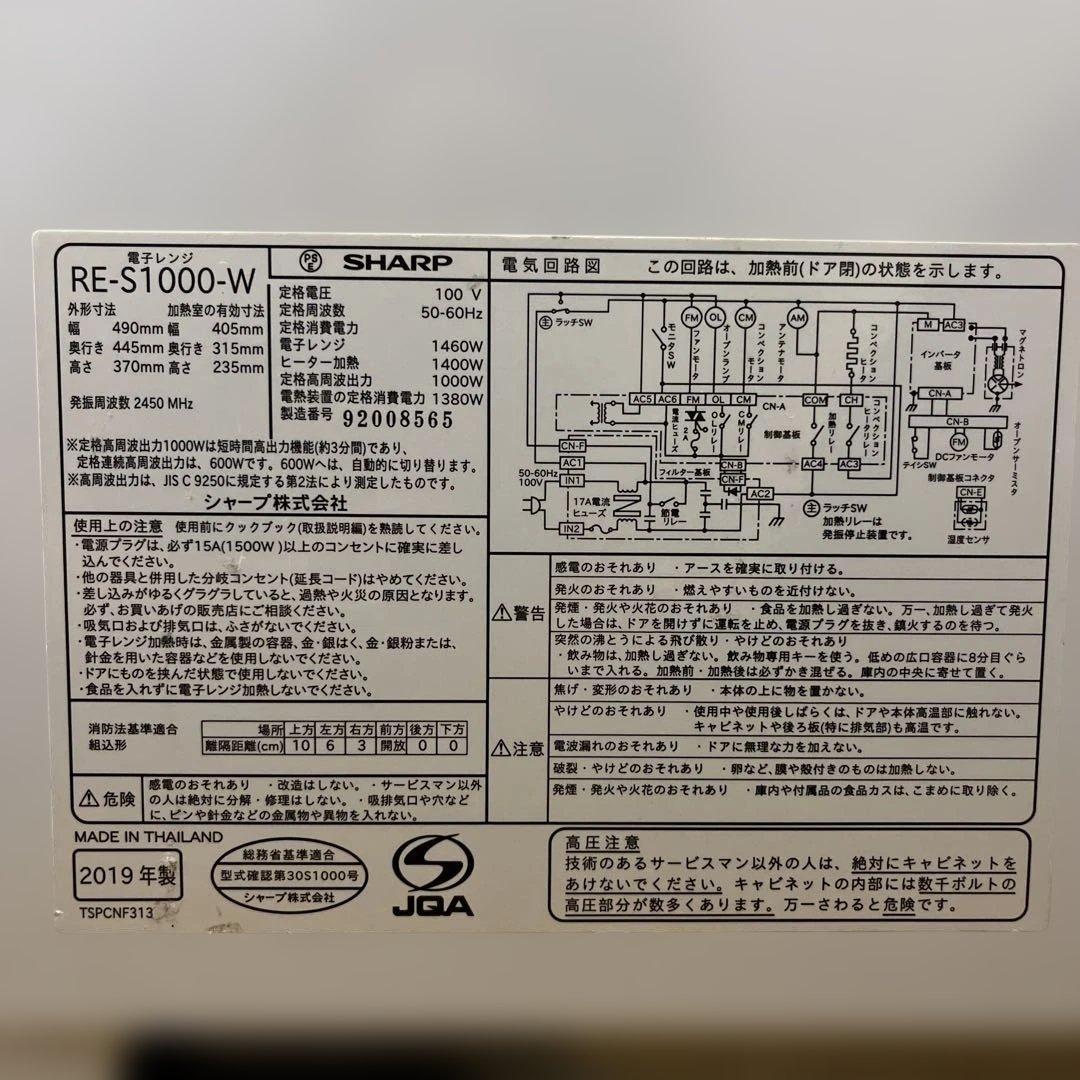 電子レンジ
RE-S1000-W
外形寸法 加熱室の有効寸法
幅 490mm 幅 405mm
奥行き 445mm 奥行き 315mm
高さ 370mm 高さ 235mm
発振周波数 2450 MHz
PSE SHARP
定格電圧 100 V
定格周波数 50-60Hz
定格消費電力
電子レンジ 1460W
ヒーター加熱 1400W
定格高周波出力 1000W
電熱装置の定格消費電力 1380W
製造番号 92008565
※定格高周波出力1000Wは短時間高出力機能(約3分間)であり、
定格連続高周波出力は、600Wです。600Wへは、自動的に切り替ります。
※高周波出力は、JIS C 9250に規定する第2法により測定したものです。
シャープ株式会社
使用上の注意 使用前にクックブック(取扱説明編)を熟読してください。
・電源プラグは、必ず15A(1500W)以上のコンセントに確実に差し
込んでください。
・他の器具と併用した分岐コンセント(延長コード)はやめてください。
・差し込みがゆるくグラグラしていると、過熱や火災の原因となります。
必ず、お買いあげの販売店にご相談ください。
・吸気口および排気口は、ふさがないでください。
・電子レンジ加熱時は、金属製の容器、金・銀はく、金・銀粉または、
針金を用いた容器などを使用しないでください。
・ドアにものを挟んだ状態で使用しないでください。
・食品を入れずに電子レンジ加熱しないでください。
消防法基準適合
組込形
場所 上方 左方 右方 前方 後方 下方
離隔距離(cm) 10 6 3 開放 0 0
危険
感電のおそれあり ・改造はしない。・サービスマン以外
の人は絶対に分解・修理はしない。・吸排気口や穴など
に、ピンや針金などの金属物や異物を入れない。
MADE IN THAILAND
2019 年製
TSPCNF313
総務省基準適合
型式確認第30S1000号
シャープ株式会社
JQA
電気回路図 この回路は、加熱前(ドア閉)の状態を示します。
主 ラッチSW
モニタSW
FM
ファンモータ
OL
オーブンランプ
CM
コンベクションモータ
AM
アンテナモータ
コンベクションヒータ
M
AC3
インバータ
基板
マグネトロン
CN-A
CN-B
FM
DCファンモータ
テイシSW
オーブンサーミスタ
制御基板コネクタ
CN-E
湿度センサ
AC5
AC6
FM
OL
CM
CN-A
COM
CH
電流ヒューズ
2A
OLリレー
CMリレー
制御基板
加熱リレー
コンベクションヒータリレー
CN-F
AC1
50-60Hz
100V
IN1
17A電流
ヒューズ
IN2
フィルター基板
節電
リレー
CN-B
CN-F
AC2
AC4
AC3
主 ラッチSW
加熱リレーは
発振停止装置です。
警告
感電のおそれあり ・アースを確実に取り付ける。
発火のおそれあり ・燃えやすいものを近付けない。
発煙・発火や火花のおそれあり ・食品を加熱し過ぎない。万一、加熱し過ぎて発火
した場合は、ドアを開けずに運転を止め、電源プラグを抜き、鎮火するのを待つ。
突然の沸とうによる飛び散り・やけどのおそれあり
・飲み物は、加熱し過ぎない。飲み物専用キーを使う。低めの広口容器に8分目ぐら
いまで入れる。加熱前・加熱後は必ずかき混ぜる。庫内の中央に寄せて置く。
注意
焦げ・変形のおそれあり ・本体の上に物を置かない。
やけどのおそれあり ・使用中や使用後しばらくは、ドアや本体高温部に触れない。
キャビネットや後ろ板(特に排気部)も高温です。
電波漏れのおそれあり ・ドアに無理な力を加えない。
破裂・やけどのおそれあり ・卵など、膜や殻付きのものは加熱しない。
発煙・発火や火花のおそれあり ・庫内や付属品の食品カスは、こまめに取り除く。
高圧注意
技術のあるサービスマン以外の人は、絶対にキャビネットを
あけないでください。キャビネットの内部には数千ボルトの
高圧部分が数多くあります。万一さわると危険です。